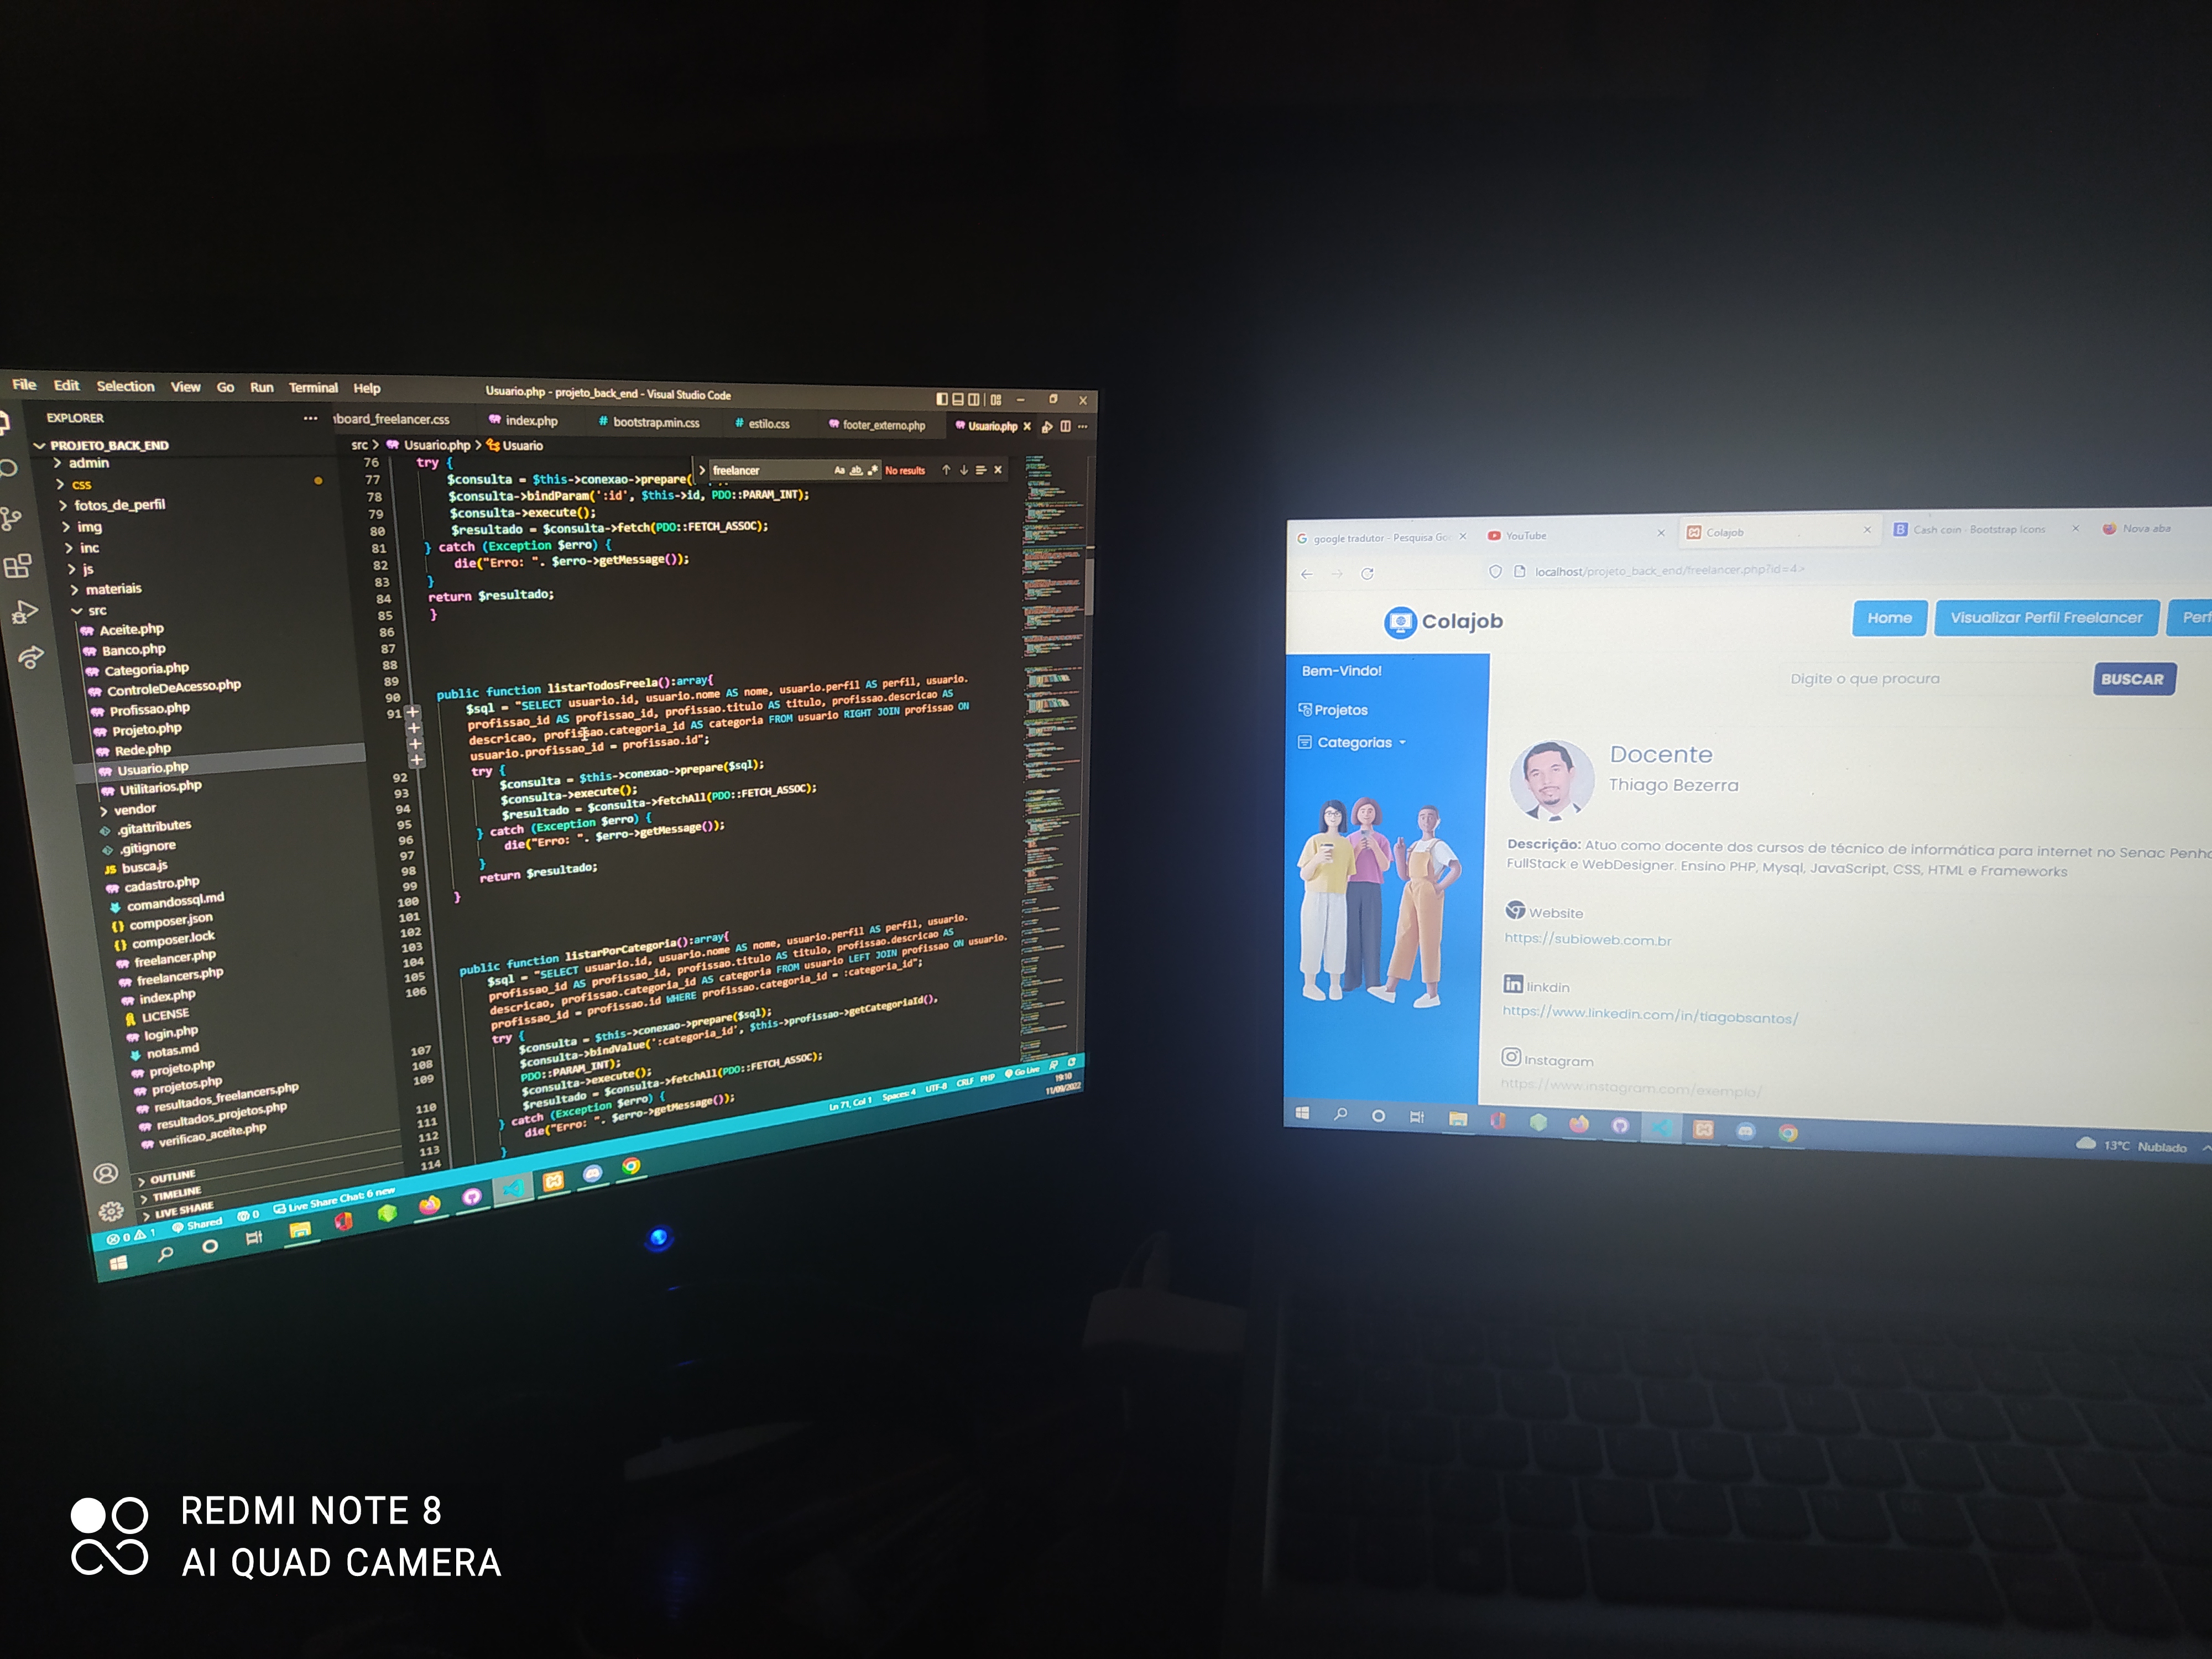 File Edit Selection View Go Run Terminal Help
Usuario.php - projeto_back_end - Visual Studio Code
EXPLORER
board_freelancer.css index.php bootstrap.min.css estilo.css footer_externo.php Usuario.php
PROJETO_BACK_END
src > Usuario.php > Usuario
freelancer Aa ab No results
admin
css
fotos_de_perfil
img
inc
js
materiais
src
Aceite.php
Banco.php
Categoria.php
ControleDeAcesso.php
Profissao.php
Projeto.php
Rede.php
Usuario.php
Utilitarios.php
vendor
.gitattributes
.gitignore
JS busca.js
cadastro.php
comandossql.md
{} composer.json
{} composer.lock
freelancer.php
freelancers.php
index.php
LICENSE
login.php
notas.md
projeto.php
projetos.php
resultados_freelancers.php
resultados_projetos.php
verificao_aceite.php
OUTLINE
TIMELINE
LIVE SHARE
76 try {
77 $consulta = $this->conexao->prepare(
78 $consulta->bindParam(':id', $this->id, PDO::PARAM_INT);
79 $consulta->execute();
80 $resultado = $consulta->fetch(PDO::FETCH_ASSOC);
81 } catch (Exception $erro) {
82 die("Erro: ". $erro->getMessage());
83 }
84 return $resultado;
85 }
86
87
88
89
90 public function listarTodosFreela():array{
91 $sql = "SELECT usuario.id, usuario.nome AS nome, usuario.perfil AS perfil, usuario.
profissao_id AS profissao_id, profissao.titulo AS titulo, profissao.descricao AS
descricao, profissao.categoria_id AS categoria FROM usuario RIGHT JOIN profissao ON
usuario.profissao_id = profissao.id";
92 try {
93 $consulta = $this->conexao->prepare($sql);
94 $consulta->execute();
95 $resultado = $consulta->fetchAll(PDO::FETCH_ASSOC);
96 } catch (Exception $erro) {
97 die("Erro: ". $erro->getMessage());
98 }
99 return $resultado;
100 }
101
102
103
104
105 public function listarPorCategoria():array{
106 $sql = "SELECT usuario.id, usuario.nome AS nome, usuario.perfil AS perfil, usuario.
profissao_id AS profissao_id, profissao.titulo AS titulo, profissao.descricao AS
descricao, profissao.categoria_id AS categoria FROM usuario LEFT JOIN profissao ON usuario.
profissao_id = profissao.id WHERE profissao.categoria_id = :categoria_id";
107 try {
108 $consulta = $this->conexao->prepare($sql);
109 $consulta->bindValue(':categoria_id', $this->profissao->getCategoriaId(),
PDO::PARAM_INT);
110 $consulta->execute();
111 $resultado = $consulta->fetchAll(PDO::FETCH_ASSOC);
112 } catch (Exception $erro) {
113 die("Erro: ". $erro->getMessage());
114 }
0 1 Shared 0 Live Share Chat: 6 new Ln 71, Col 1 Spaces: 4 UTF-8 CRLF PHP Go Live
19:10
11/09/2022
google tradutor - Pesquisa Go YouTube Colajob Cash coin · Bootstrap Icons Nova aba
localhost/projeto_back_end/freelancer.php?id=4>
Colajob Home Visualizar Perfil Freelancer Perf
Bem-Vindo!
Projetos
Categorias
Digite o que procura BUSCAR
Docente
Thiago Bezerra
Descrição: Atuo como docente dos cursos de técnico de informática para internet no Senac Penha
FullStack e WebDesigner. Ensino PHP, Mysql, JavaScript, CSS, HTML e Frameworks
Website
https://subioweb.com.br
linkdin
https://www.linkedin.com/in/tiagobsantos/
Instagram
https://www.instagram.com/exemplo/
13°C Nublado
REDMI NOTE 8
AI QUAD CAMERA